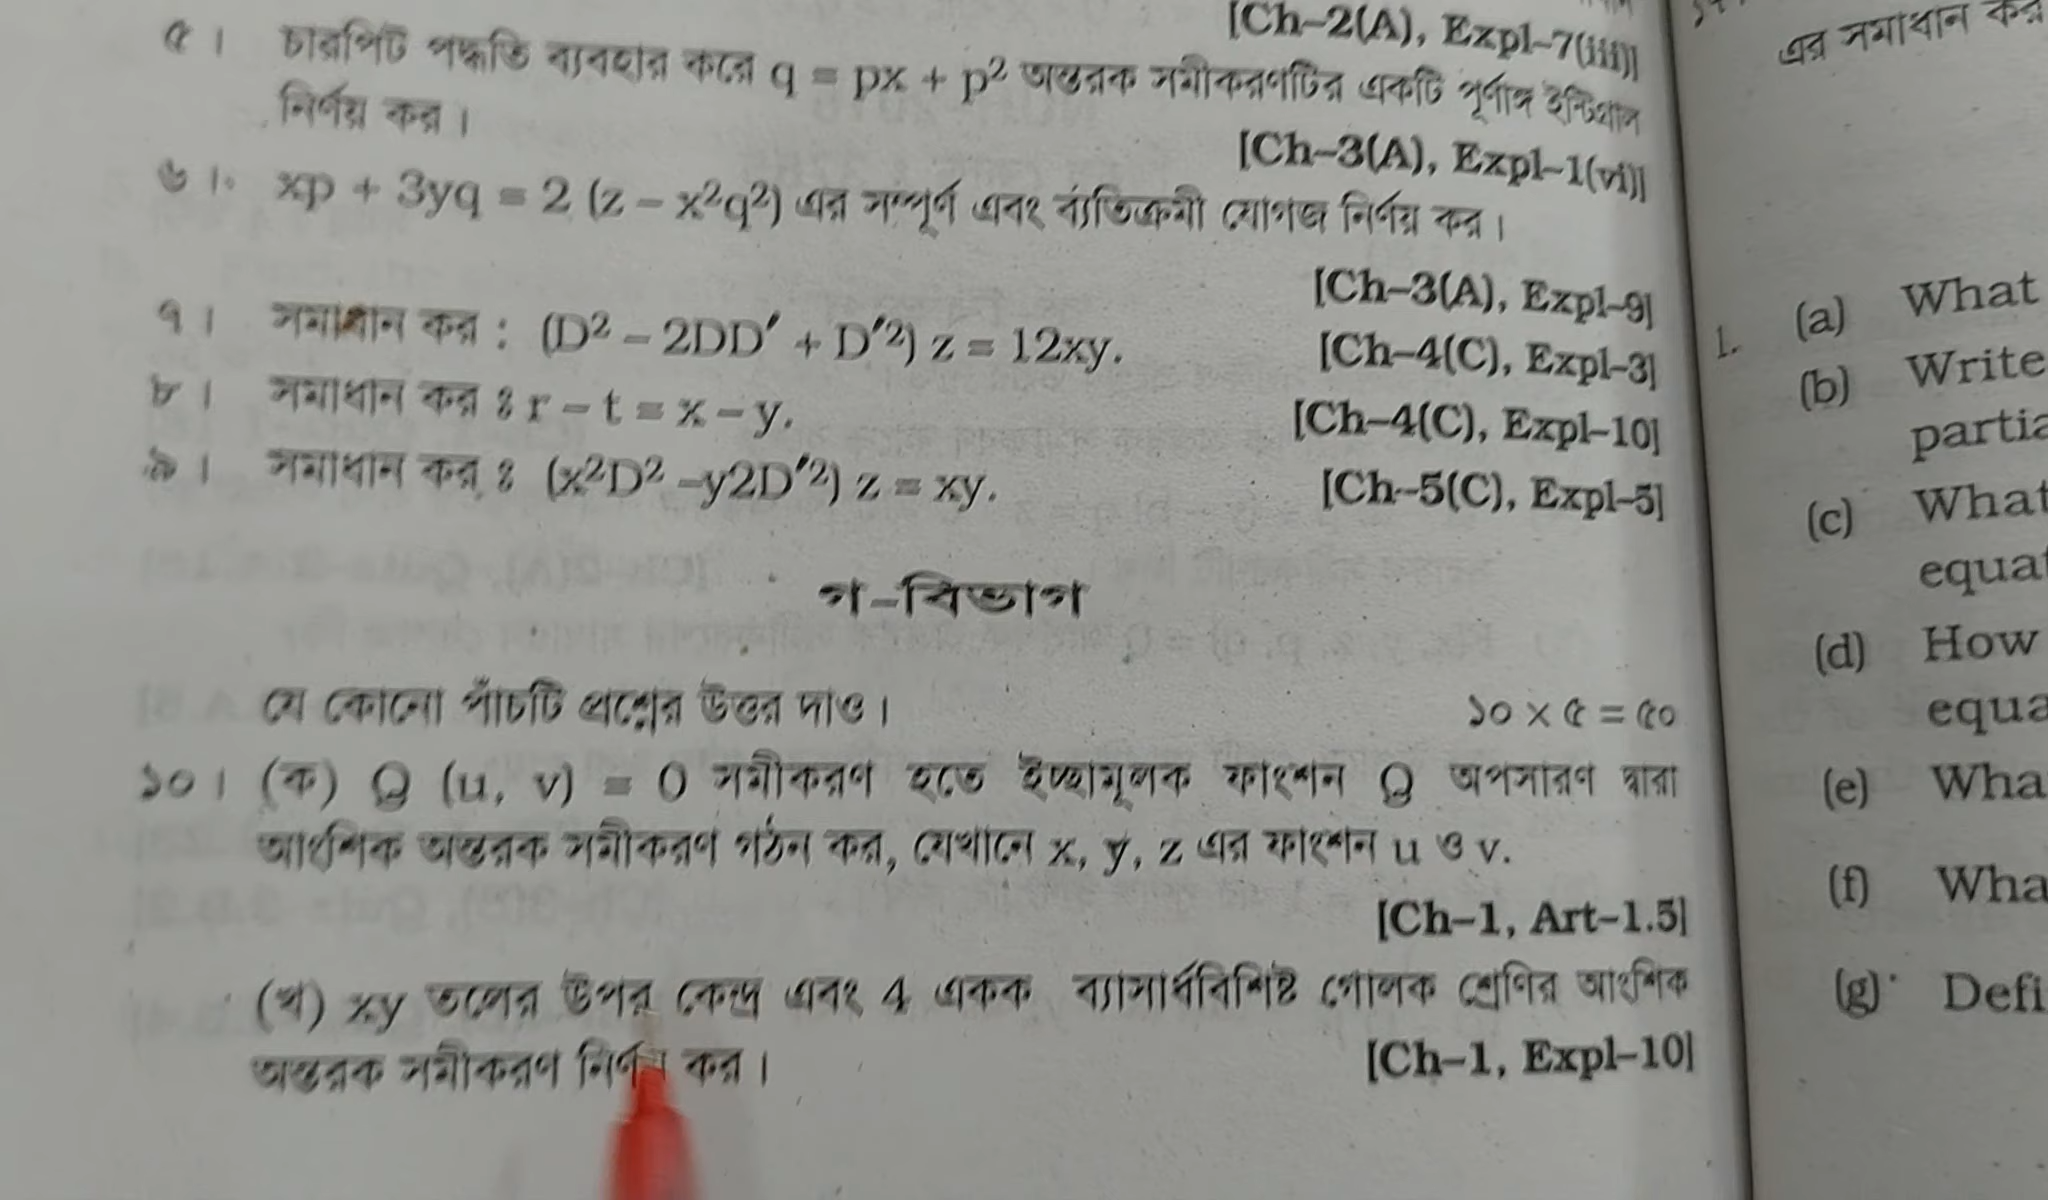 [Ch–2(A), Expl–7(iii)]
৫। চারপিট পদ্ধতি ব্যবহার করে q = px + p² অন্তরক সমীকরণটির একটি পূর্ণাঙ্গ ইন্টিগ্রাল
নির্ণয় কর।
[Ch–3(A), Expl–1(vi)]
৬। xp + 3yq = 2 (z – x²q²) এর সম্পূর্ণ এবং ব্যতিক্রমী যোগজ নির্ণয় কর।
[Ch–3(A), Expl–9]
৭। সমাধান কর : (D² – 2DD′ + D′²) z = 12xy.
[Ch–4(C), Expl–3]
৮। সমাধান কর ঃ r – t = x – y.
[Ch–4(C), Expl–10]
৯। সমাধান কর ঃ (x²D² –y2D′²) z = xy.
[Ch–5(C), Expl–5]
গ–বিভাগ
যে কোনো পাঁচটি প্রশ্নের উত্তর দাও। ১০ × ৫ = ৫০
১০। (ক) Ω (u, v) = 0 সমীকরণ হতে ইচ্ছামূলক ফাংশন Ω অপসারণ দ্বারা
আংশিক অন্তরক সমীকরণ গঠন কর, যেখানে x, y, z এর ফাংশন u ও v.
[Ch–1, Art–1.5]
(খ) xy তলের উপর কেন্দ্র এবং 4 একক ব্যাসার্ধবিশিষ্ট গোলক শ্রেণির আংশিক
অন্তরক সমীকরণ নির্ণয় কর।
[Ch–1, Expl–10]
এর সমাধান কর
1. (a) What
(b) Write
partia
(c) What
equat
(d) How
equa
(e) Wha
(f) Wha
(g) Defi